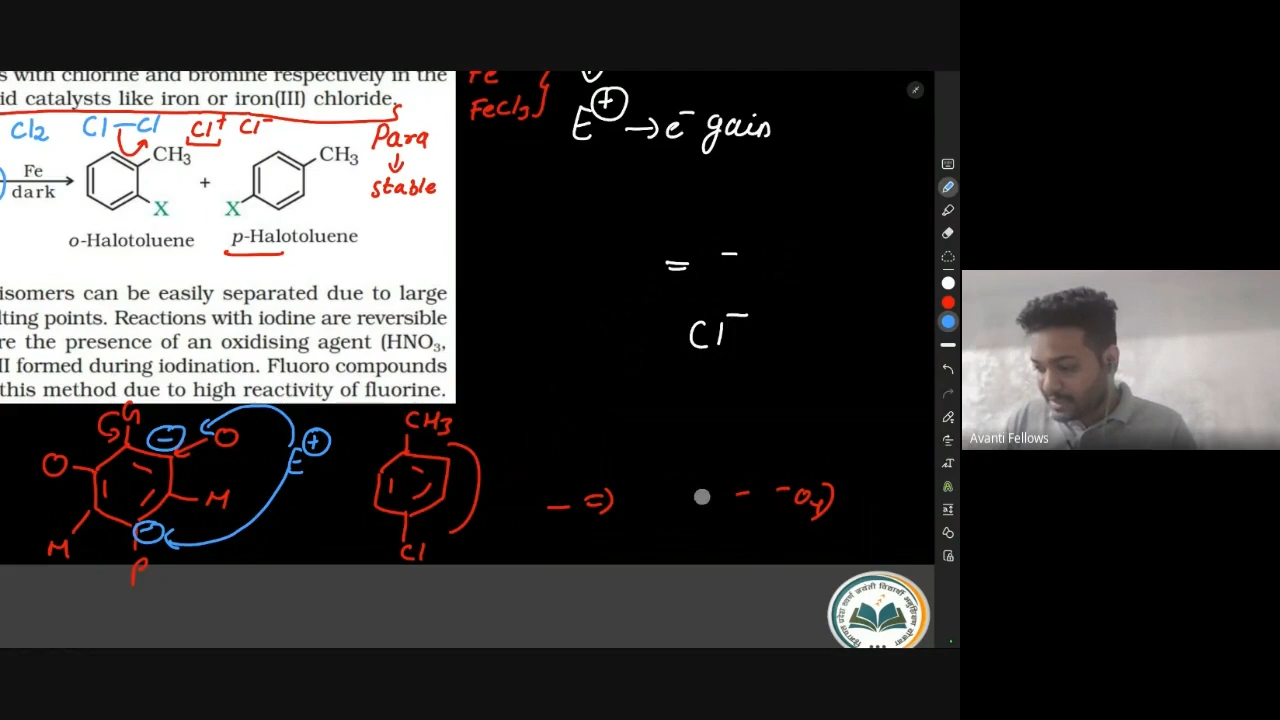 s with chlorine and bromine respectively in the
id catalysts like iron or iron(III) chloride.
Fe
FeCl3
E + → e- gain
Cl2 Cl-Cl Cl+ Cl-
Para
↓
stable
Fe
dark
CH3
X
+
CH3
X
o-Halotoluene
p-Halotoluene
= -
Cl-
isomers can be easily separated due to large
lting points. Reactions with iodine are reversible
re the presence of an oxidising agent (HNO3,
I formed during iodination. Fluoro compounds
this method due to high reactivity of fluorine.
G
O
-
O
E +
M
M
-
P
CH3
Cl
- ⇒ - -
Avanti Fellows